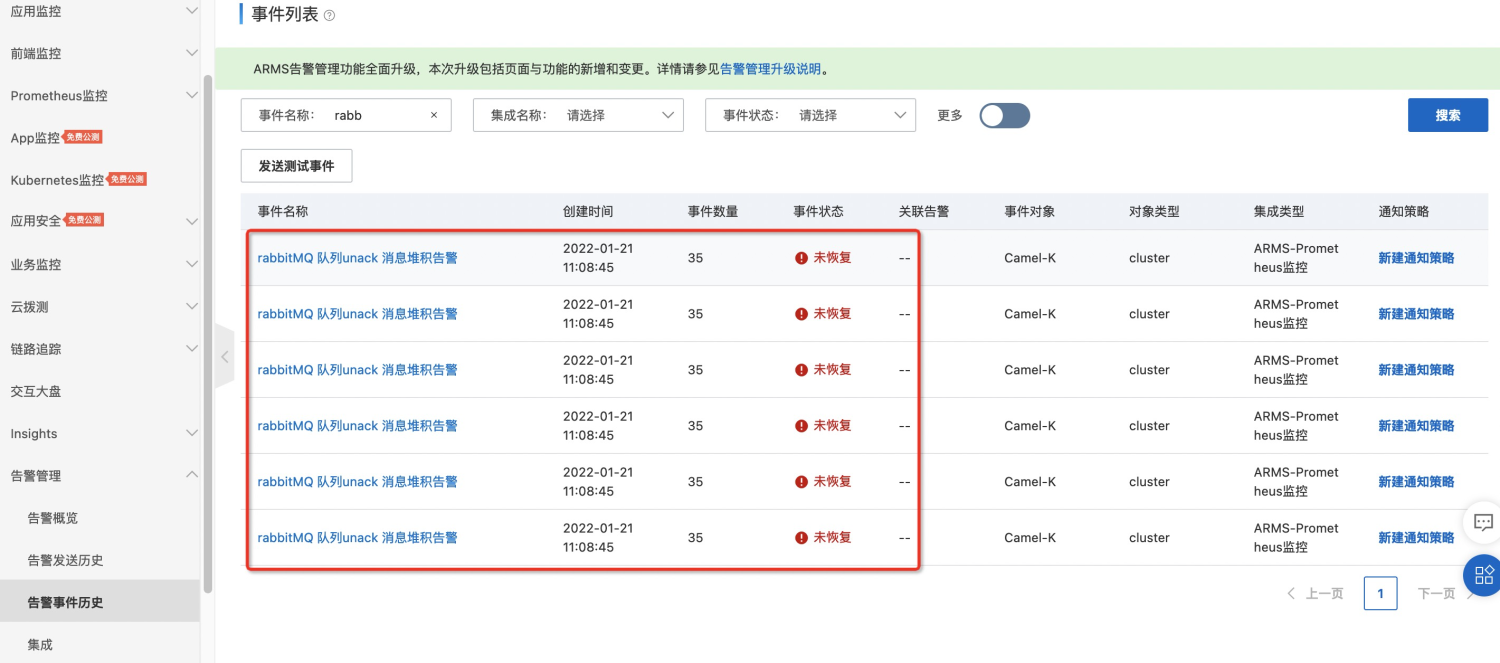 应用监控
前端监控
Prometheus监控
App监控 免费公测
Kubernetes监控 免费公测
应用安全 免费公测
业务监控
云拨测
链路追踪
交互大盘
Insights
告警管理
告警概览
告警发送历史
告警事件历史
集成
事件列表 ?
ARMS告警管理功能全面升级，本次升级包括页面与功能的新增和变更。详情请参见告警管理升级说明。
事件名称： rabb × 集成名称： 请选择 事件状态： 请选择 更多 搜索
发送测试事件
事件名称 创建时间 事件数量 事件状态 关联告警 事件对象 对象类型 集成类型 通知策略
rabbitMQ 队列unack 消息堆积告警 2022-01-21 11:08:45 35 未恢复 -- Camel-K cluster ARMS-Prometheus监控 新建通知策略
rabbitMQ 队列unack 消息堆积告警 2022-01-21 11:08:45 35 未恢复 -- Camel-K cluster ARMS-Prometheus监控 新建通知策略
rabbitMQ 队列unack 消息堆积告警 2022-01-21 11:08:45 35 未恢复 -- Camel-K cluster ARMS-Prometheus监控 新建通知策略
rabbitMQ 队列unack 消息堆积告警 2022-01-21 11:08:45 35 未恢复 -- Camel-K cluster ARMS-Prometheus监控 新建通知策略
rabbitMQ 队列unack 消息堆积告警 2022-01-21 11:08:45 35 未恢复 -- Camel-K cluster ARMS-Prometheus监控 新建通知策略
rabbitMQ 队列unack 消息堆积告警 2022-01-21 11:08:45 35 未恢复 -- Camel-K cluster ARMS-Prometheus监控 新建通知策略
上一页 1 下一页